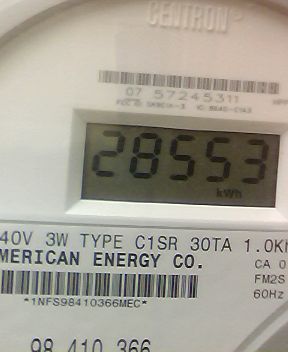 CENTRON®
07 57245311
28553
kWh
40V 3W TYPE C1SR 30TA 1.0K
MERICAN ENERGY CO.
CA 0
FM2S
60Hz
*1NFS98410366MEC*
98 410 366